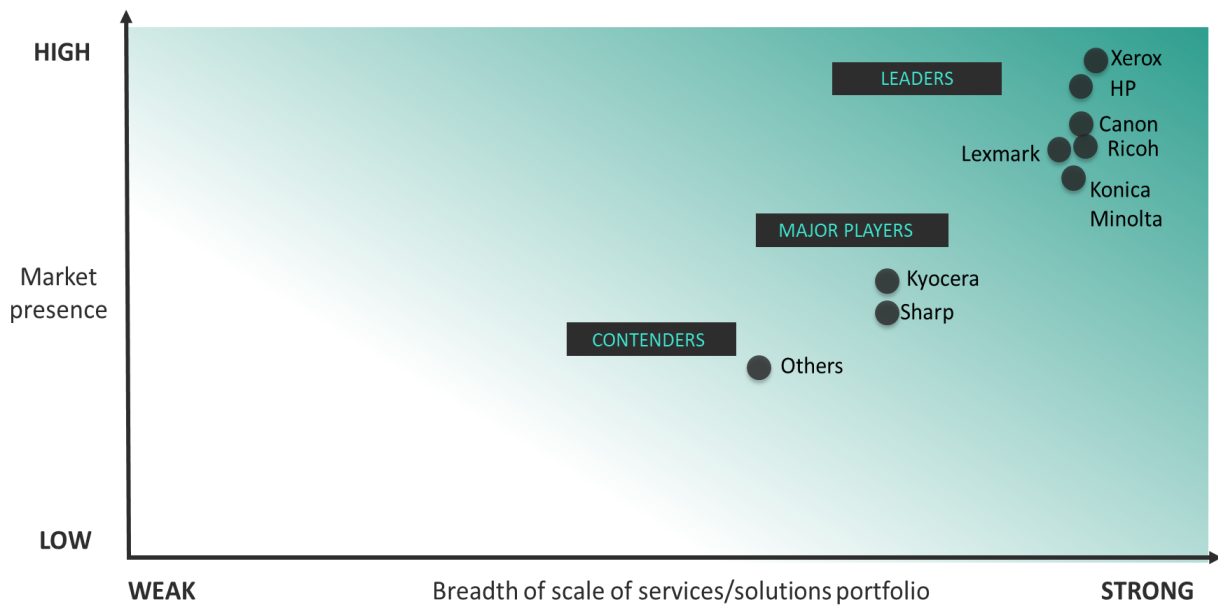 HIGH
LEADERS
Xerox
HP
Canon
Lexmark
Ricoh
Konica
Minolta
MAJOR PLAYERS
Market
presence
Kyocera
Sharp
CONTENDERS
Others
LOW
WEAK
Breadth of scale of services/solutions portfolio
STRONG